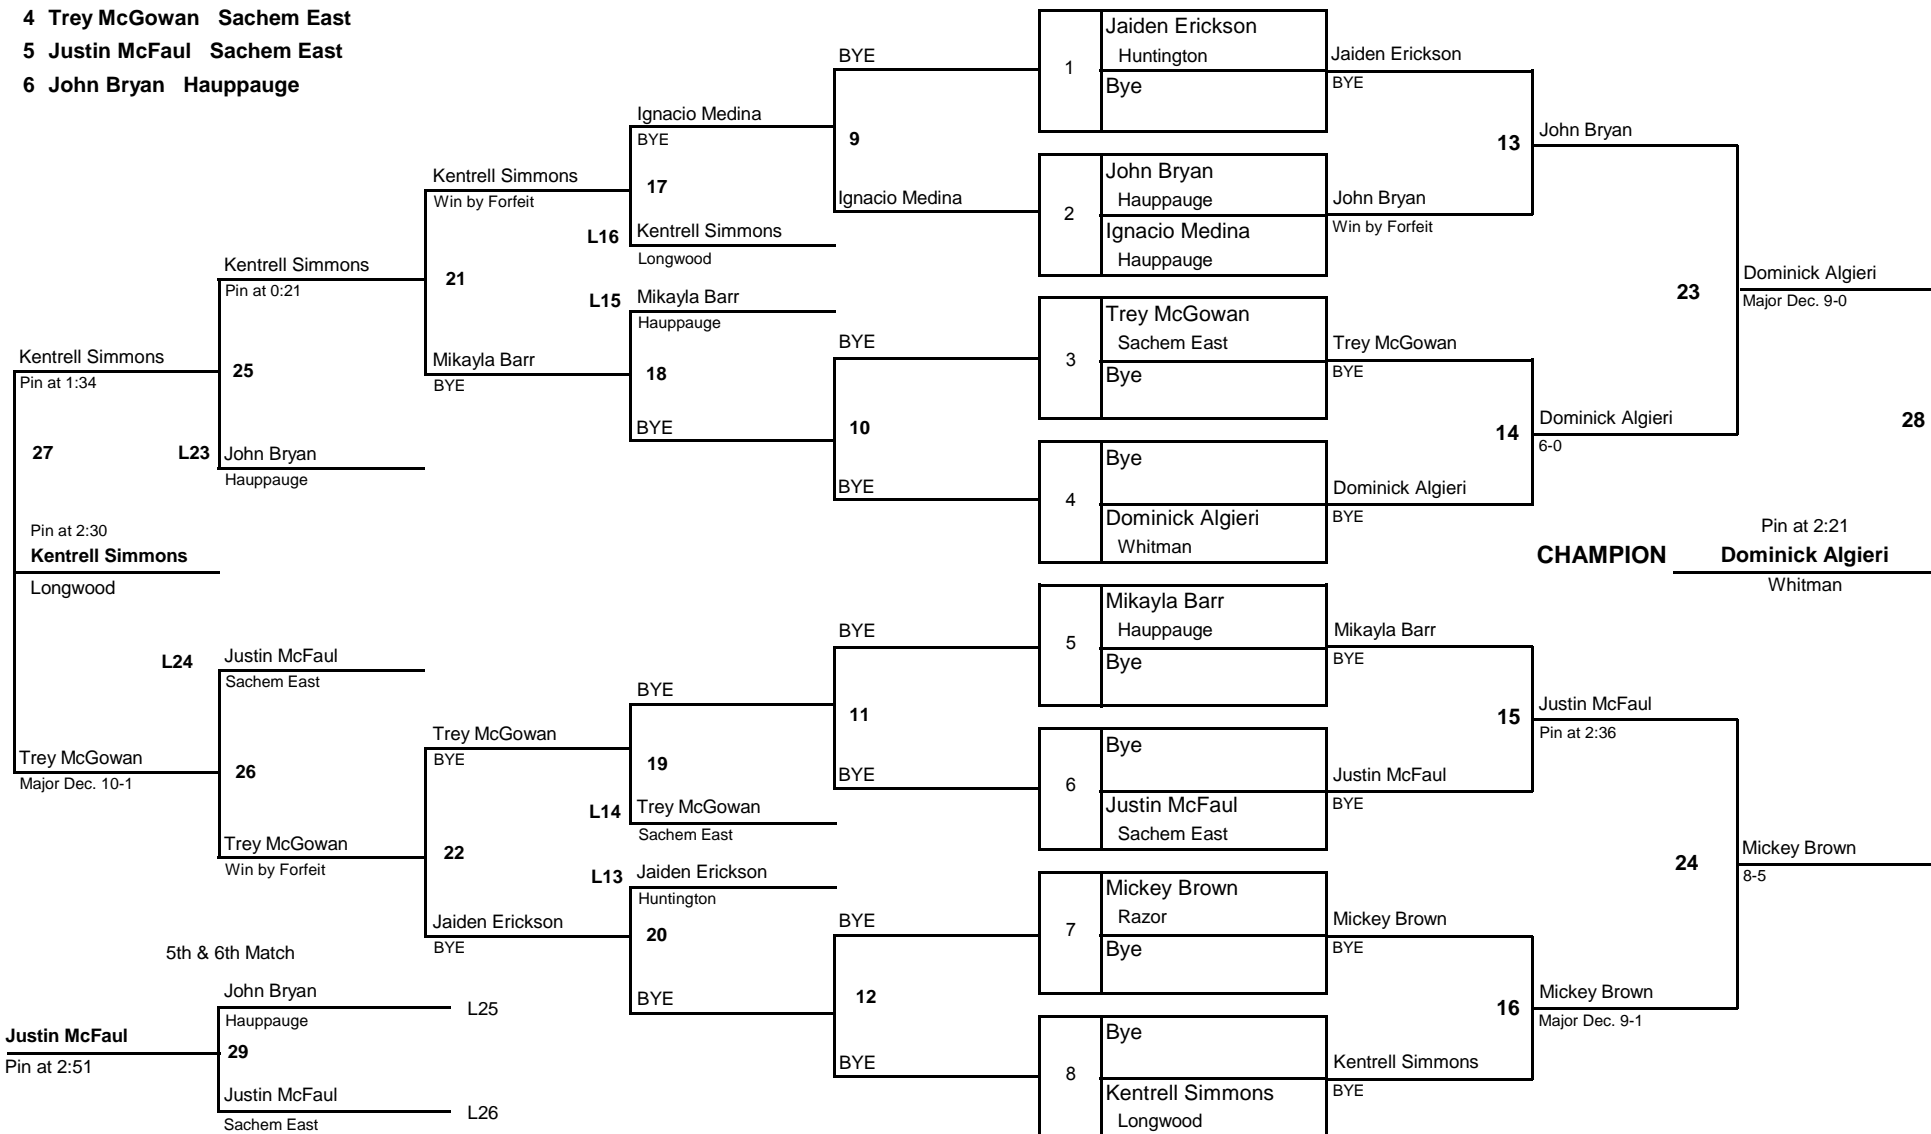 4 Trey McGowan Sachem East
5 Justin McFaul Sachem East
6 John Bryan Hauppauge
Kentrell Simmons
Pin at 1:34
27
Pin at 2:30
Kentrell Simmons
Longwood
Trey McGowan
Major Dec. 10-1
Kentrell Simmons
Pin at 0:21
25
L23 John Bryan
Hauppauge
L24 Justin McFaul
Sachem East
26
Trey McGowan
Win by Forfeit
5th & 6th Match
John Bryan
L25
Hauppauge
Justin McFaul
29
Pin at 2:51
Justin McFaul
L26
Sachem East
Kentrell Simmons
Win by Forfeit
21
Mikayla Barr
BYE
Trey McGowan
BYE
22
Jaiden Erickson
BYE
Ignacio Medina
BYE
17
L16 Kentrell Simmons
Longwood
L15 Mikayla Barr
Hauppauge
18
BYE
BYE
19
L14 Trey McGowan
Sachem East
L13 Jaiden Erickson
Huntington
20
BYE
BYE
9
Ignacio Medina
BYE
10
BYE
BYE
11
BYE
BYE
12
BYE
1
Jaiden Erickson
Huntington
Bye
2
John Bryan
Hauppauge
Ignacio Medina
Hauppauge
3
Trey McGowan
Sachem East
Bye
4
Bye
Dominick Algieri
Whitman
5
Mikayla Barr
Hauppauge
Bye
6
Bye
Justin McFaul
Sachem East
7
Mickey Brown
Razor
Bye
8
Bye
Kentrell Simmons
Longwood
Jaiden Erickson
BYE
13
John Bryan
Win by Forfeit
Trey McGowan
BYE
14
Dominick Algieri
BYE
Mikayla Barr
BYE
15
Justin McFaul
BYE
Mickey Brown
BYE
16
Kentrell Simmons
BYE
John Bryan
23
Dominick Algieri
6-0
Justin McFaul
Pin at 2:36
24
Mickey Brown
Major Dec. 9-1
Dominick Algieri
Major Dec. 9-0
28
Pin at 2:21
CHAMPION Dominick Algieri
Whitman
Mickey Brown
8-5